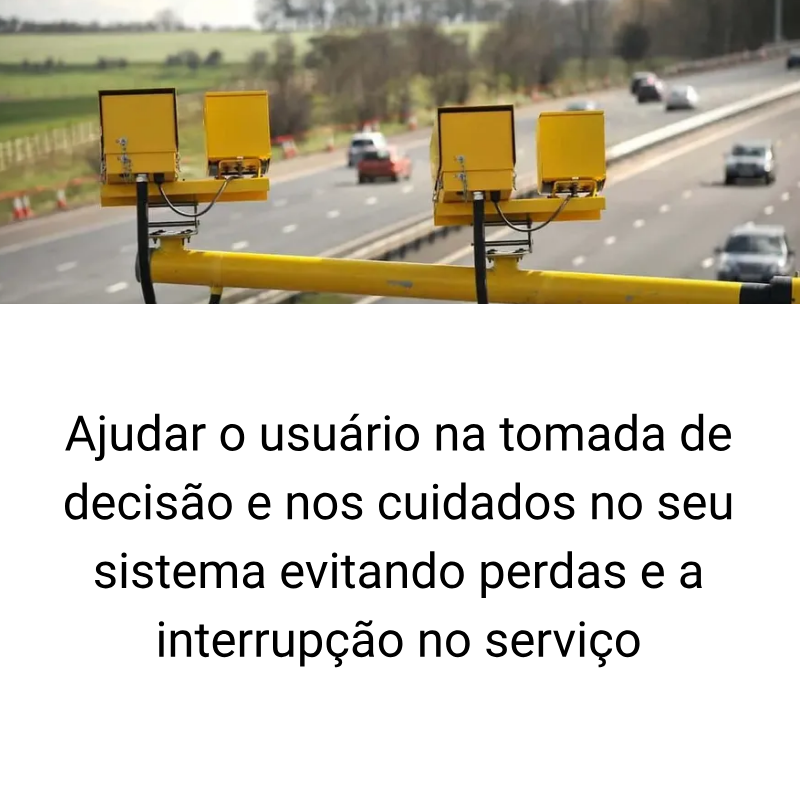 Ajudar o usuário na tomada de
decisão e nos cuidados no seu
sistema evitando perdas e a
interrupção no serviço